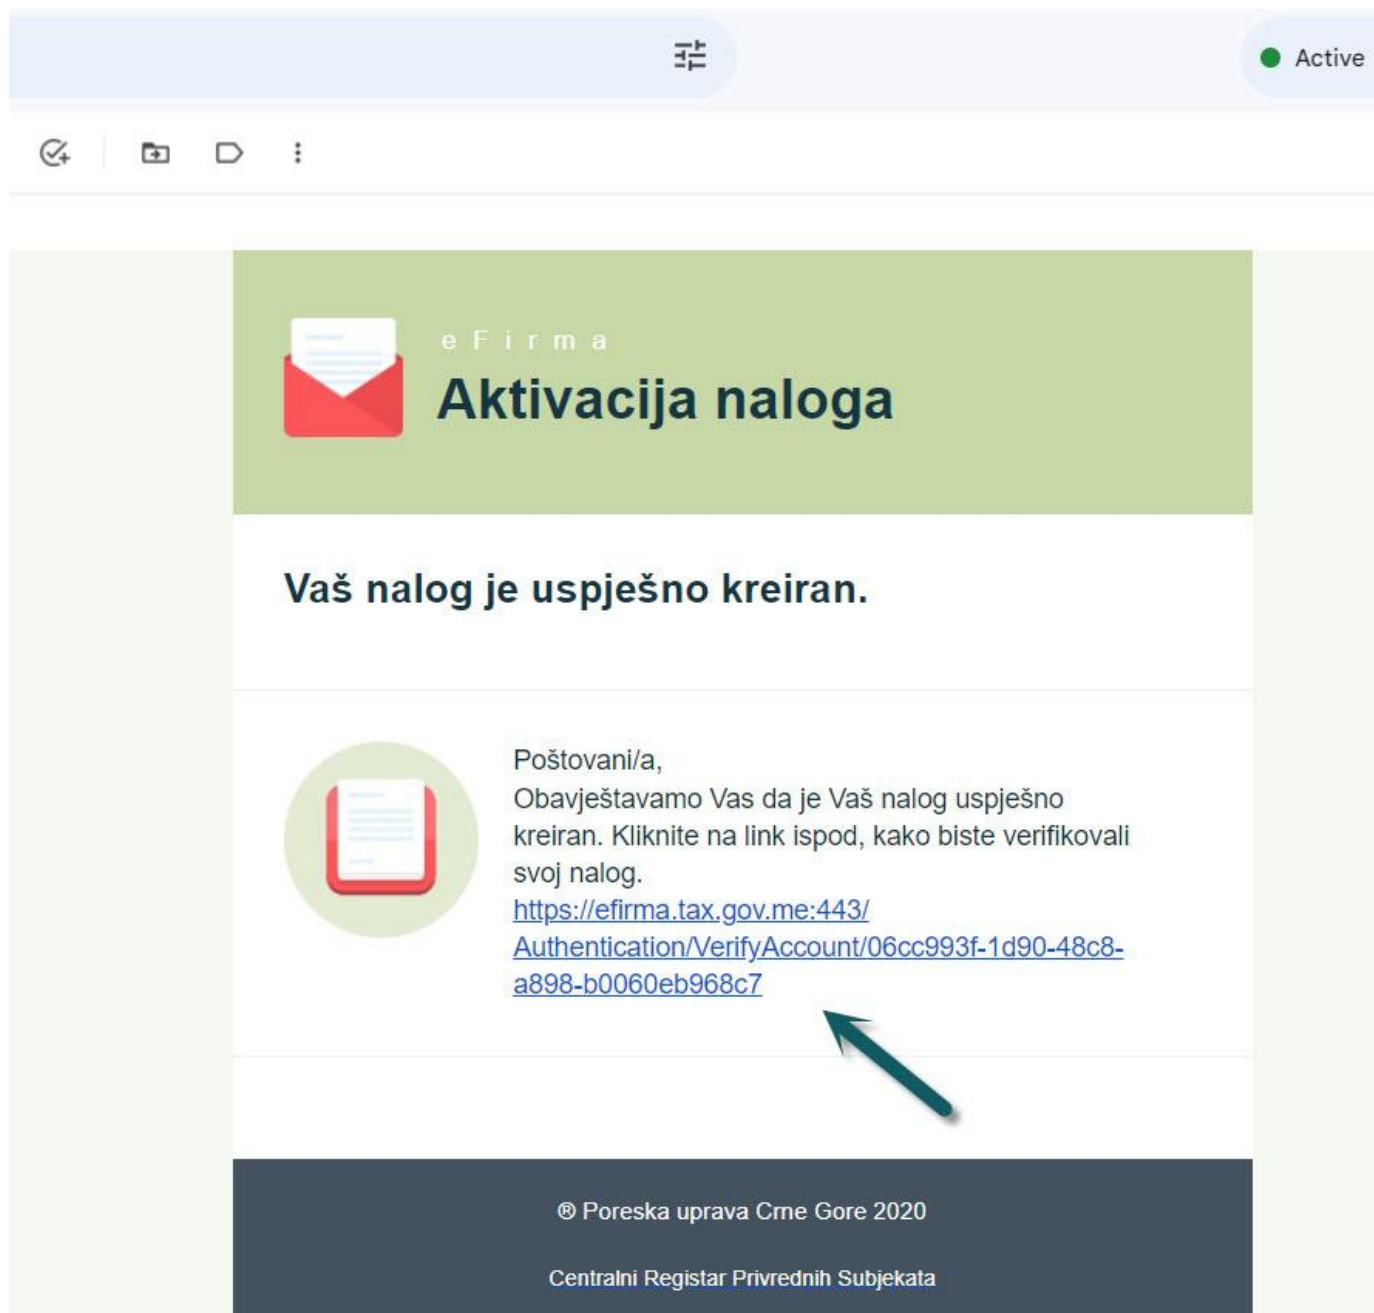 Active
eFirma
Aktivacija naloga
Vaš nalog je uspješno kreiran.
Poštovani/a,
Obavještavamo Vas da je Vaš nalog uspješno
kreiran. Kliknite na link ispod, kako biste verifikovali
svoj nalog.
https://efirma.tax.gov.me:443/
Authentication/VerifyAccount/06cc993f-1d90-48c8-
a898-b0060eb968c7
® Poreska uprava Crne Gore 2020
Centralni Registar Privrednih Subjekata